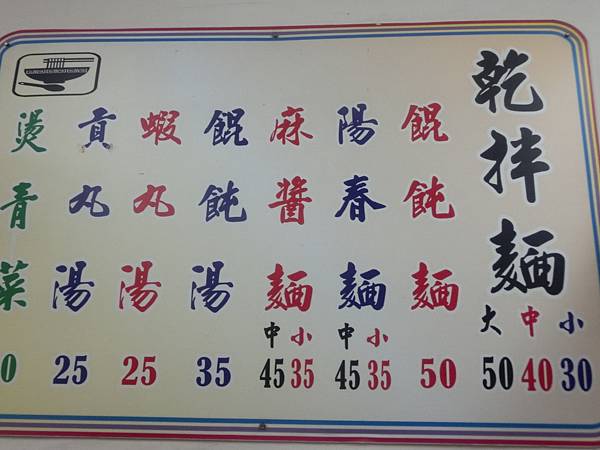 乾拌麵
大 中 小
50 40 30
餛飩麵
50
陽春麵
中 小
45 35
麻醬麵
中 小
45 35
餛飩湯
35
蝦丸湯
25
貢丸湯
25
燙青菜
0